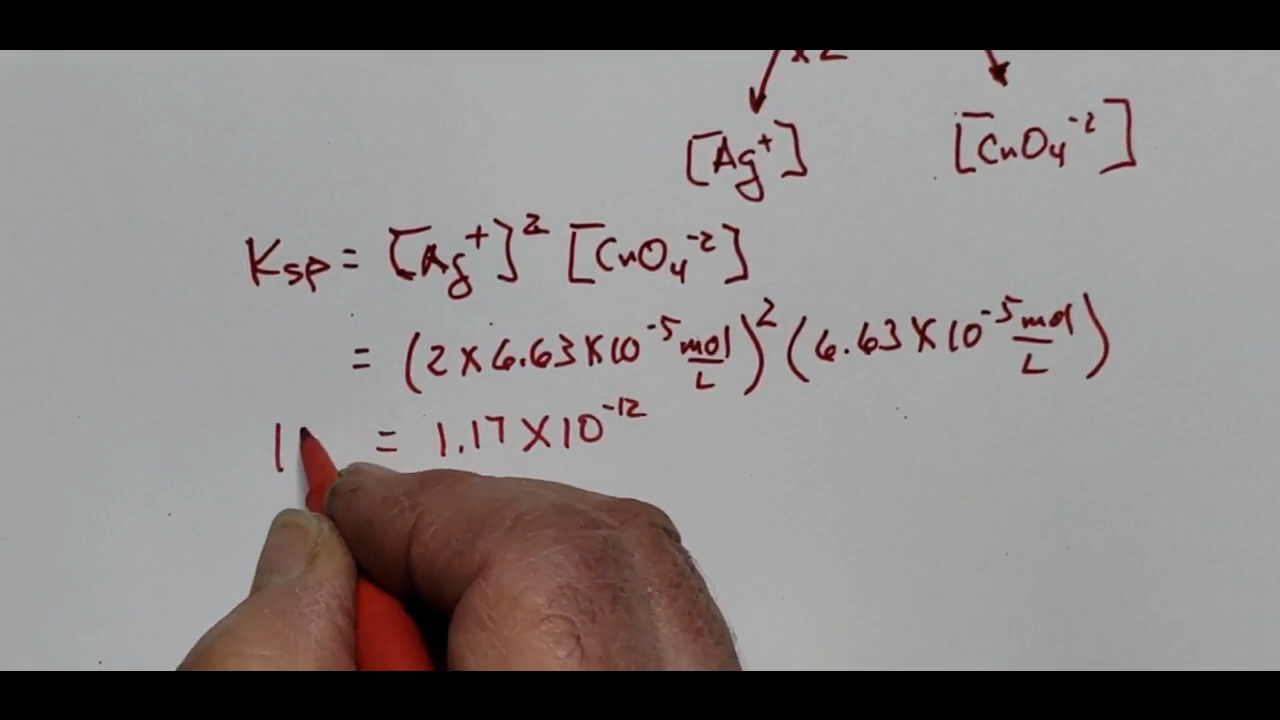 x2
[Ag⁺] [CrO₄⁻²]
Ksp = [Ag⁺]² [CrO₄⁻²]
= (2 x 6.63 x 10⁻⁵ mol/L)² (6.63 x 10⁻⁵ mol/L)
= 1.17 x 10⁻¹²